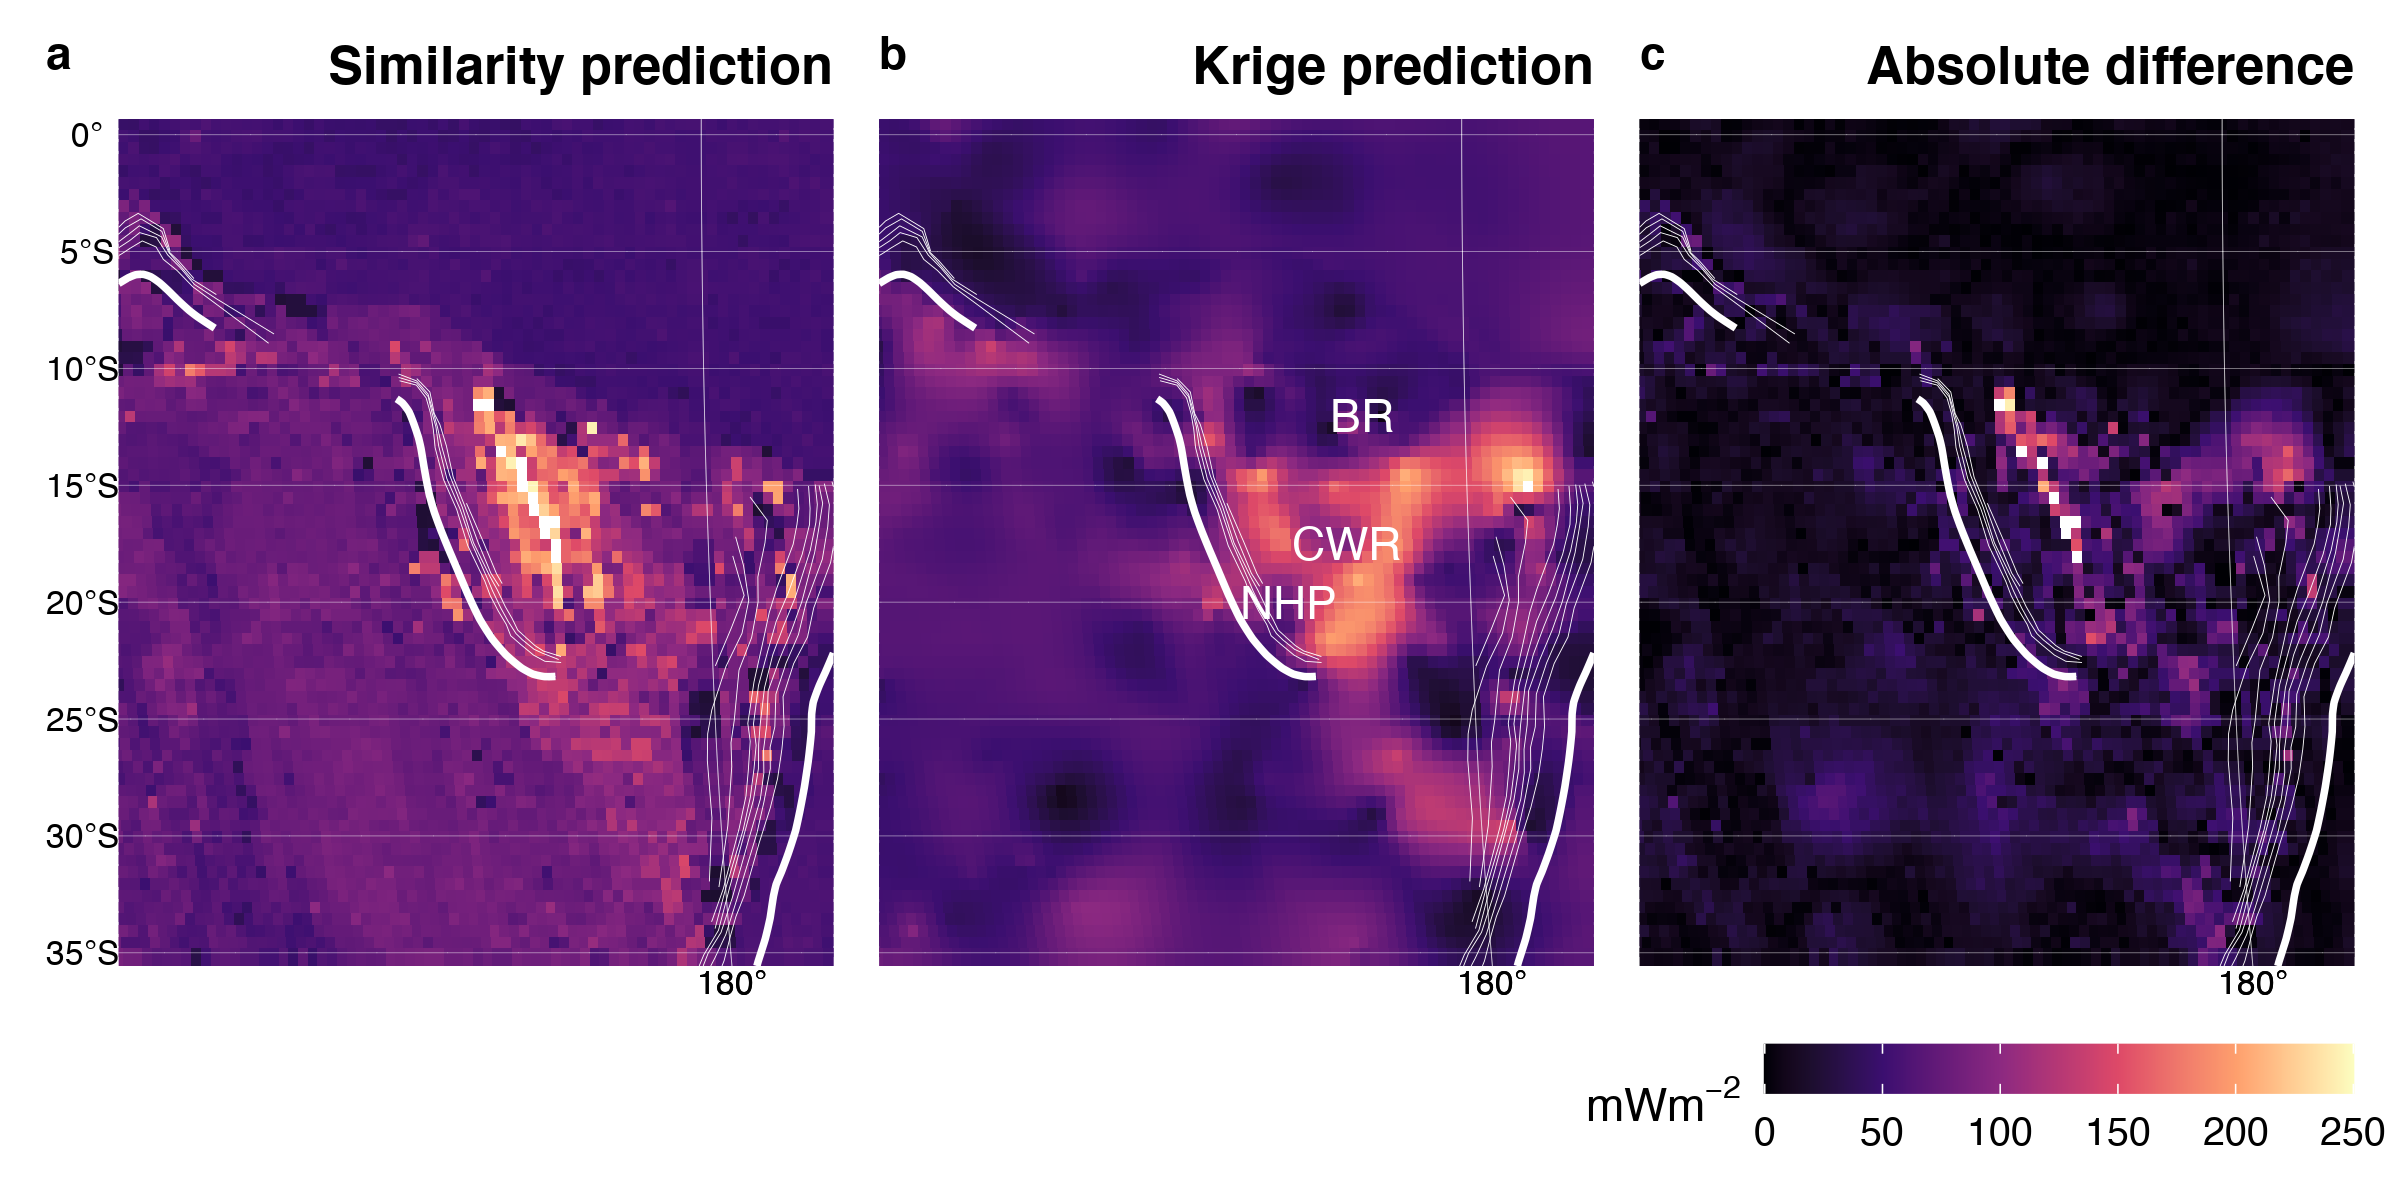 a Similarity prediction
b Krige prediction
c Absolute difference
0°
5°S
10°S
15°S
20°S
25°S
30°S
35°S
BR
CWR
NHP
180°
180°
180°
mWm⁻²
0 50 100 150 200 250